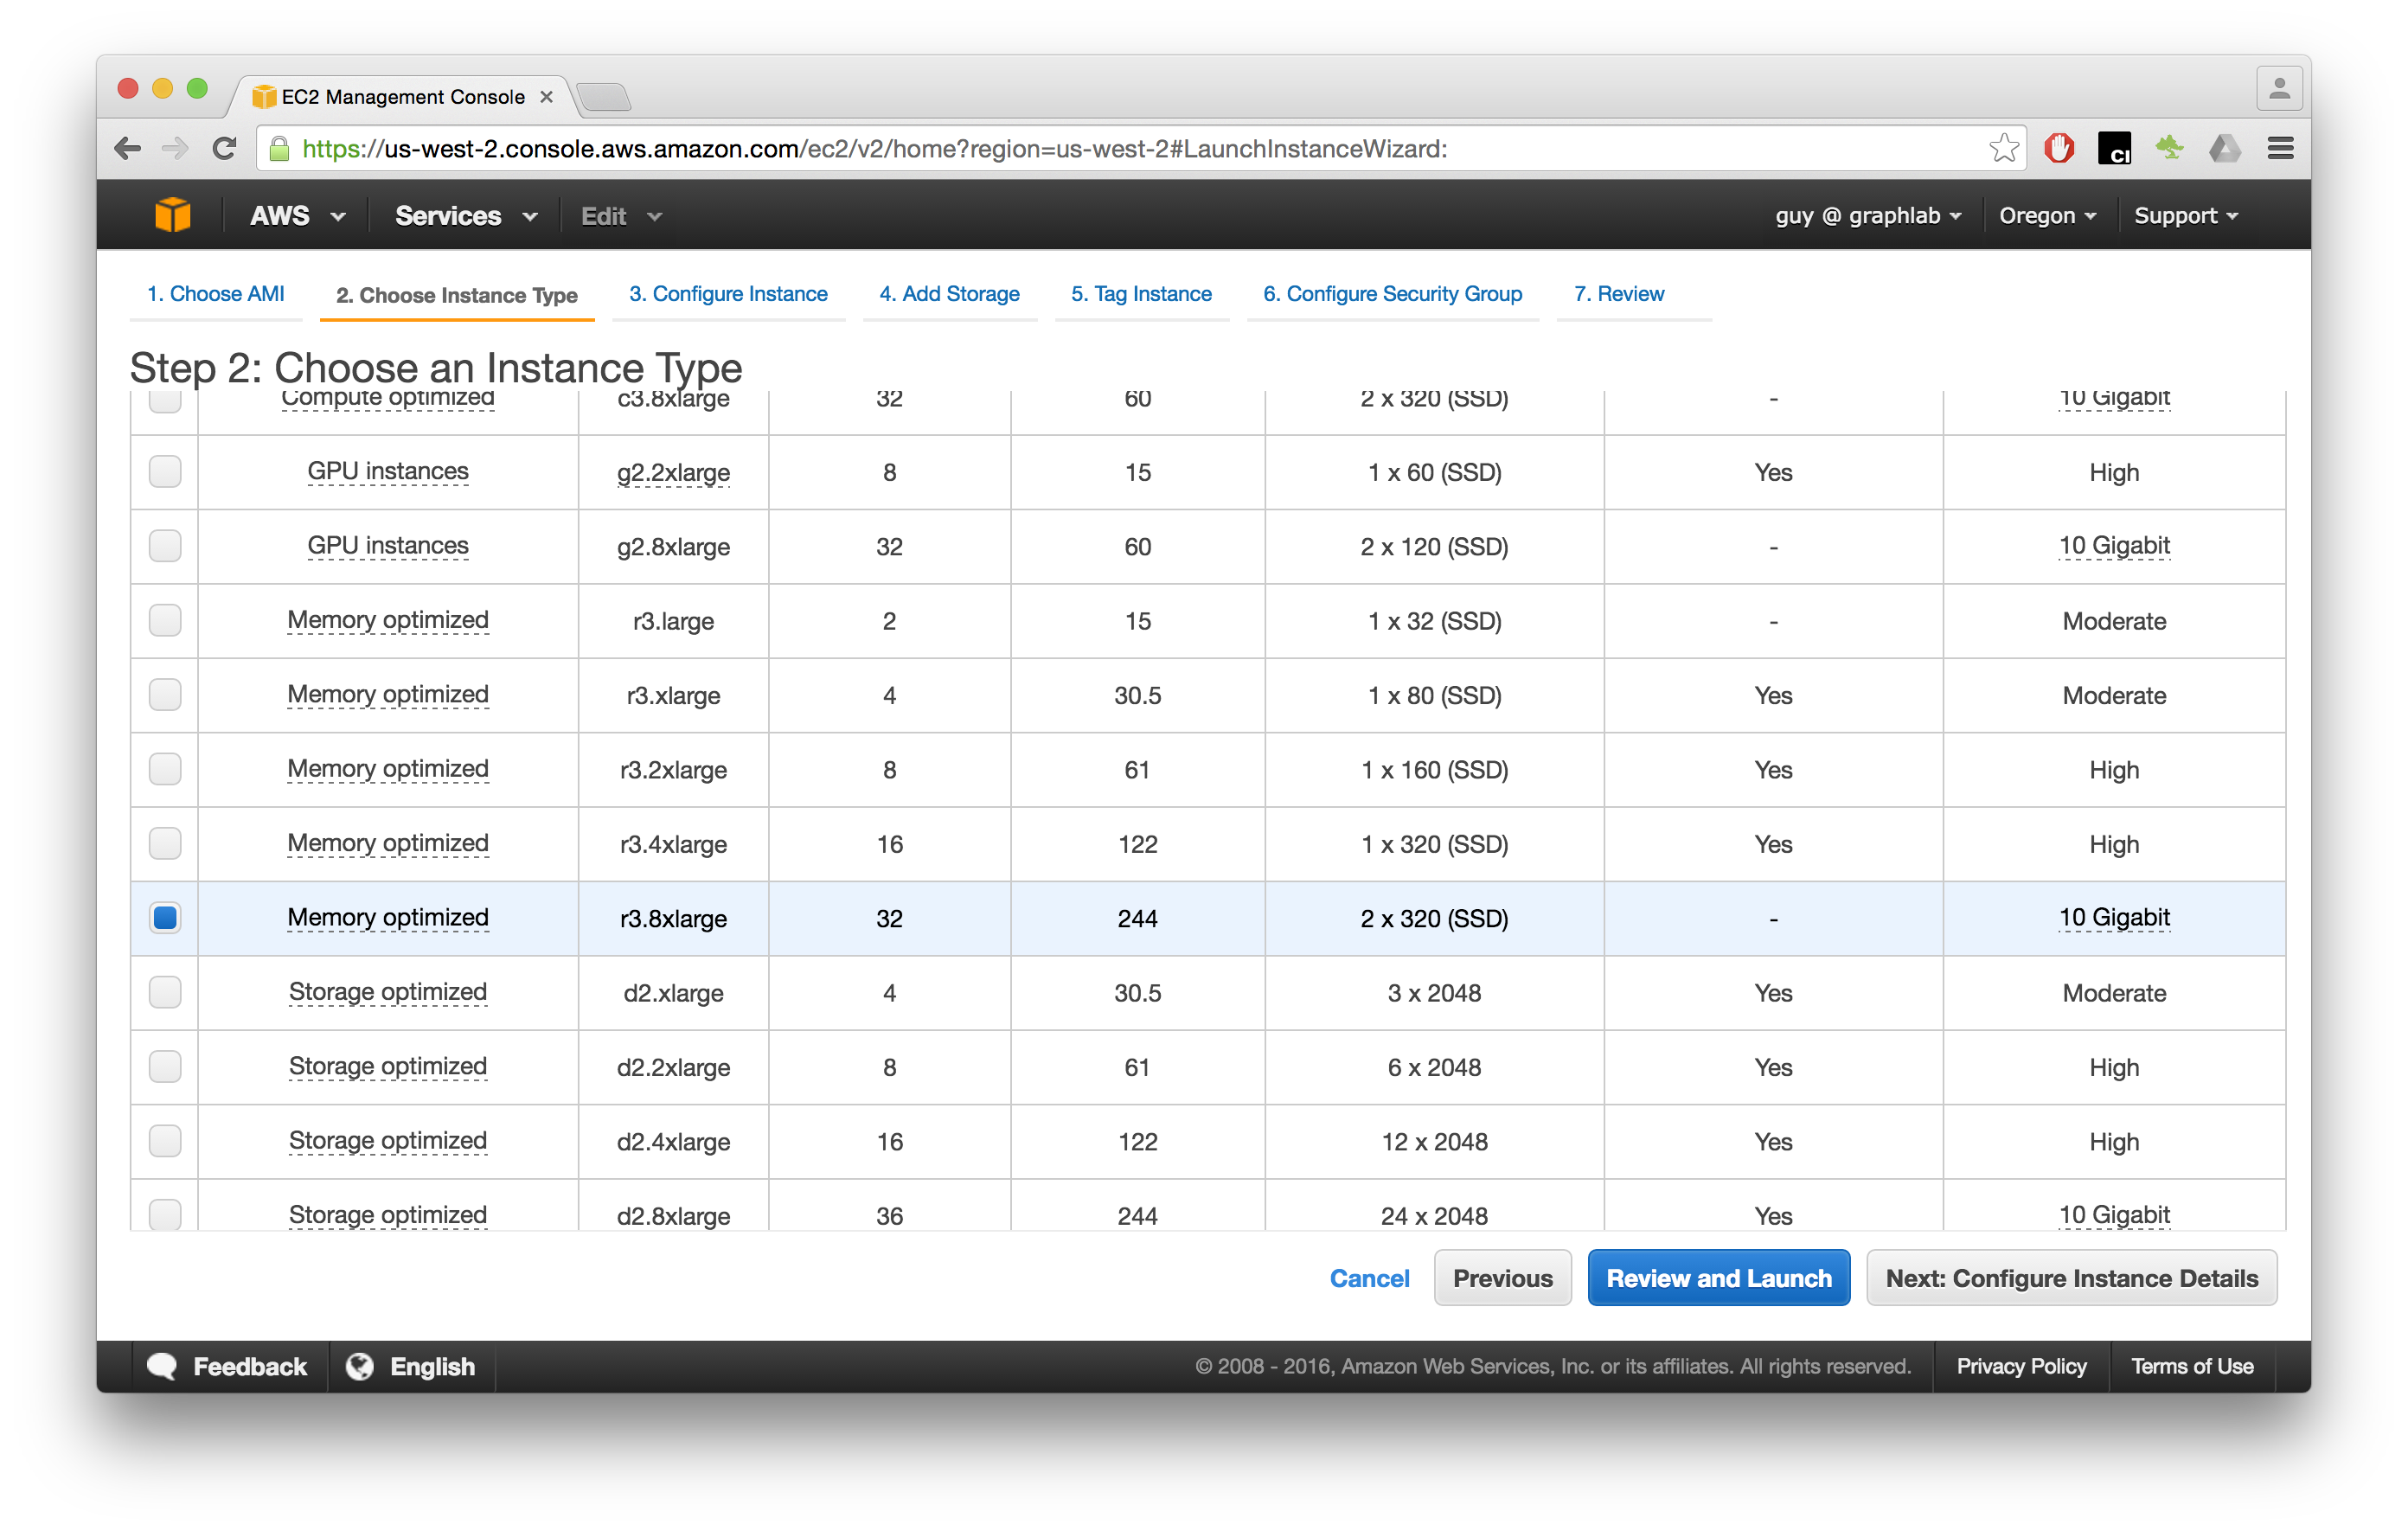 EC2 Management Console
https://us-west-2.console.aws.amazon.com/ec2/v2/home?region=us-west-2#LaunchInstanceWizard:
CI
AWS Services Edit guy @ graphlab Oregon Support
1. Choose AMI 2. Choose Instance Type 3. Configure Instance 4. Add Storage 5. Tag Instance 6. Configure Security Group 7. Review
Step 2: Choose an Instance Type
Compute optimized c3.8xlarge 32 60 2 x 320 (SSD) - 10 Gigabit
GPU instances g2.2xlarge 8 15 1 x 60 (SSD) Yes High
GPU instances g2.8xlarge 32 60 2 x 120 (SSD) - 10 Gigabit
Memory optimized r3.large 2 15 1 x 32 (SSD) - Moderate
Memory optimized r3.xlarge 4 30.5 1 x 80 (SSD) Yes Moderate
Memory optimized r3.2xlarge 8 61 1 x 160 (SSD) Yes High
Memory optimized r3.4xlarge 16 122 1 x 320 (SSD) Yes High
Memory optimized r3.8xlarge 32 244 2 x 320 (SSD) - 10 Gigabit
Storage optimized d2.xlarge 4 30.5 3 x 2048 Yes Moderate
Storage optimized d2.2xlarge 8 61 6 x 2048 Yes High
Storage optimized d2.4xlarge 16 122 12 x 2048 Yes High
Storage optimized d2.8xlarge 36 244 24 x 2048 Yes 10 Gigabit
Cancel Previous Review and Launch Next: Configure Instance Details
Feedback English © 2008 - 2016, Amazon Web Services, Inc. or its affiliates. All rights reserved. Privacy Policy Terms of Use